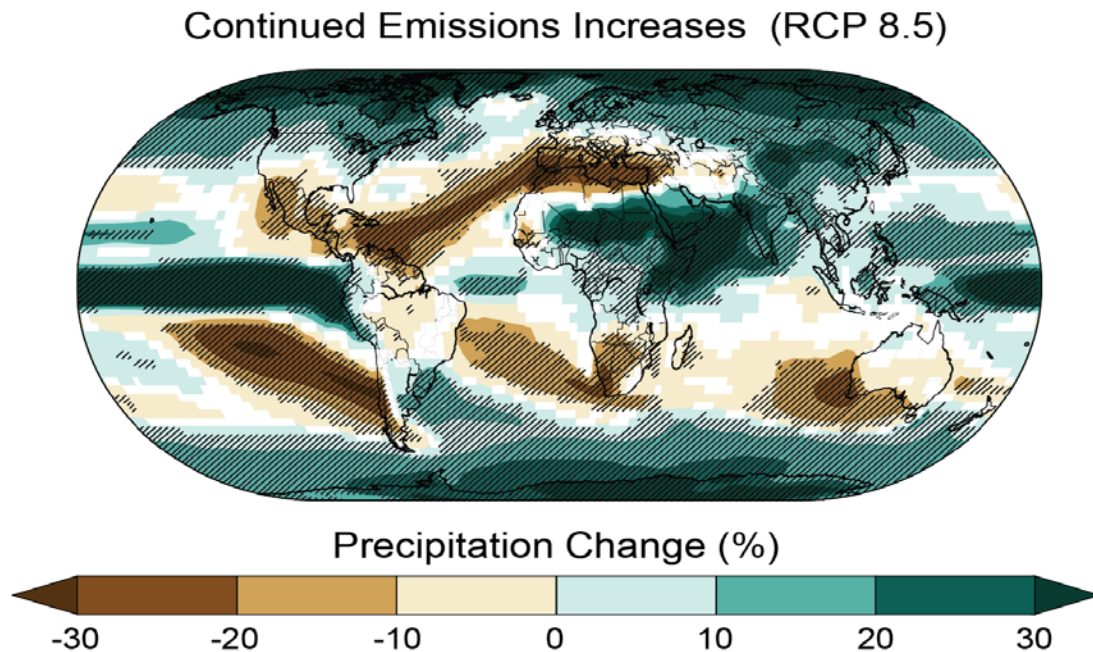 Continued Emissions Increases (RCP 8.5)
Precipitation Change (%)
-30 -20 -10 0 10 20 30